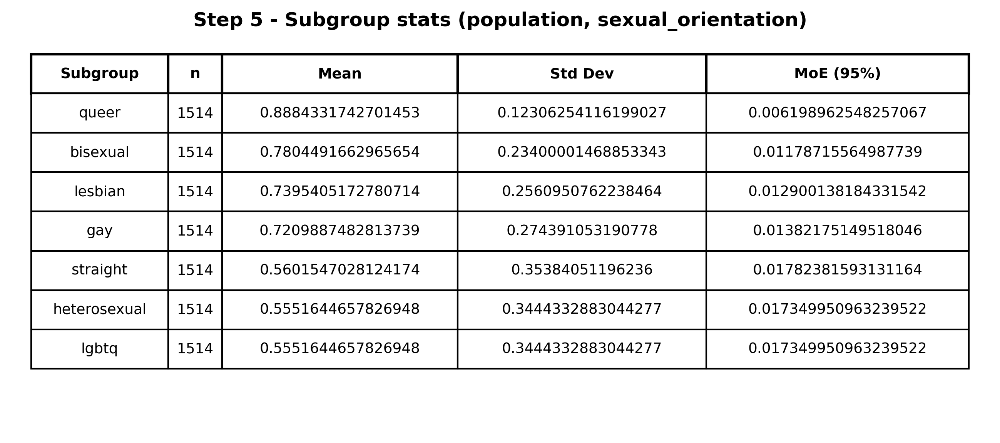 Step 5 - Subgroup stats (population, sexual_orientation)
Subgroup n Mean Std Dev MoE (95%)
queer 1514 0.8884331742701453 0.12306254116199027 0.006198962548257067
bisexual 1514 0.7804491662965654 0.23400001468853343 0.01178715564987739
lesbian 1514 0.7395405172780714 0.2560950762238464 0.012900138184331542
gay 1514 0.7209887482813739 0.274391053190778 0.01382175149518046
straight 1514 0.5601547028124174 0.35384051196236 0.01782381593131164
heterosexual 1514 0.5551644657826948 0.3444332883044277 0.017349950963239522
lgbtq 1514 0.5551644657826948 0.3444332883044277 0.017349950963239522